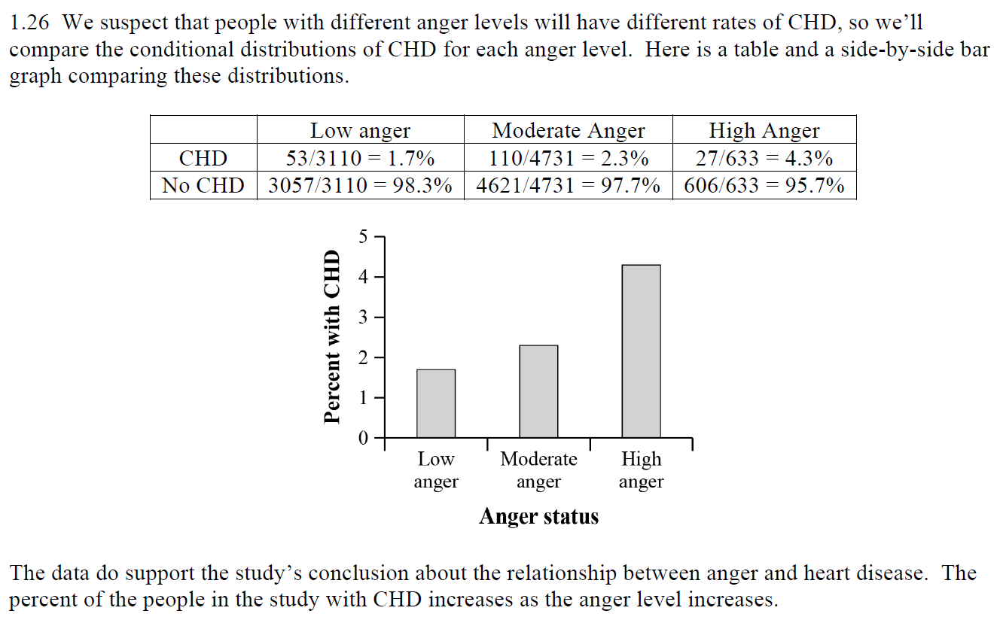 1.26 We suspect that people with different anger levels will have different rates of CHD, so we’ll
compare the conditional distributions of CHD for each anger level. Here is a table and a side-by-side bar
graph comparing these distributions.
Low anger Moderate Anger High Anger
CHD 53/3110 = 1.7% 110/4731 = 2.3% 27/633 = 4.3%
No CHD 3057/3110 = 98.3% 4621/4731 = 97.7% 606/633 = 95.7%
Percent with CHD
5
4
3
2
1
0
Low Moderate High
anger anger anger
Anger status
The data do support the study’s conclusion about the relationship between anger and heart disease. The
percent of the people in the study with CHD increases as the anger level increases.